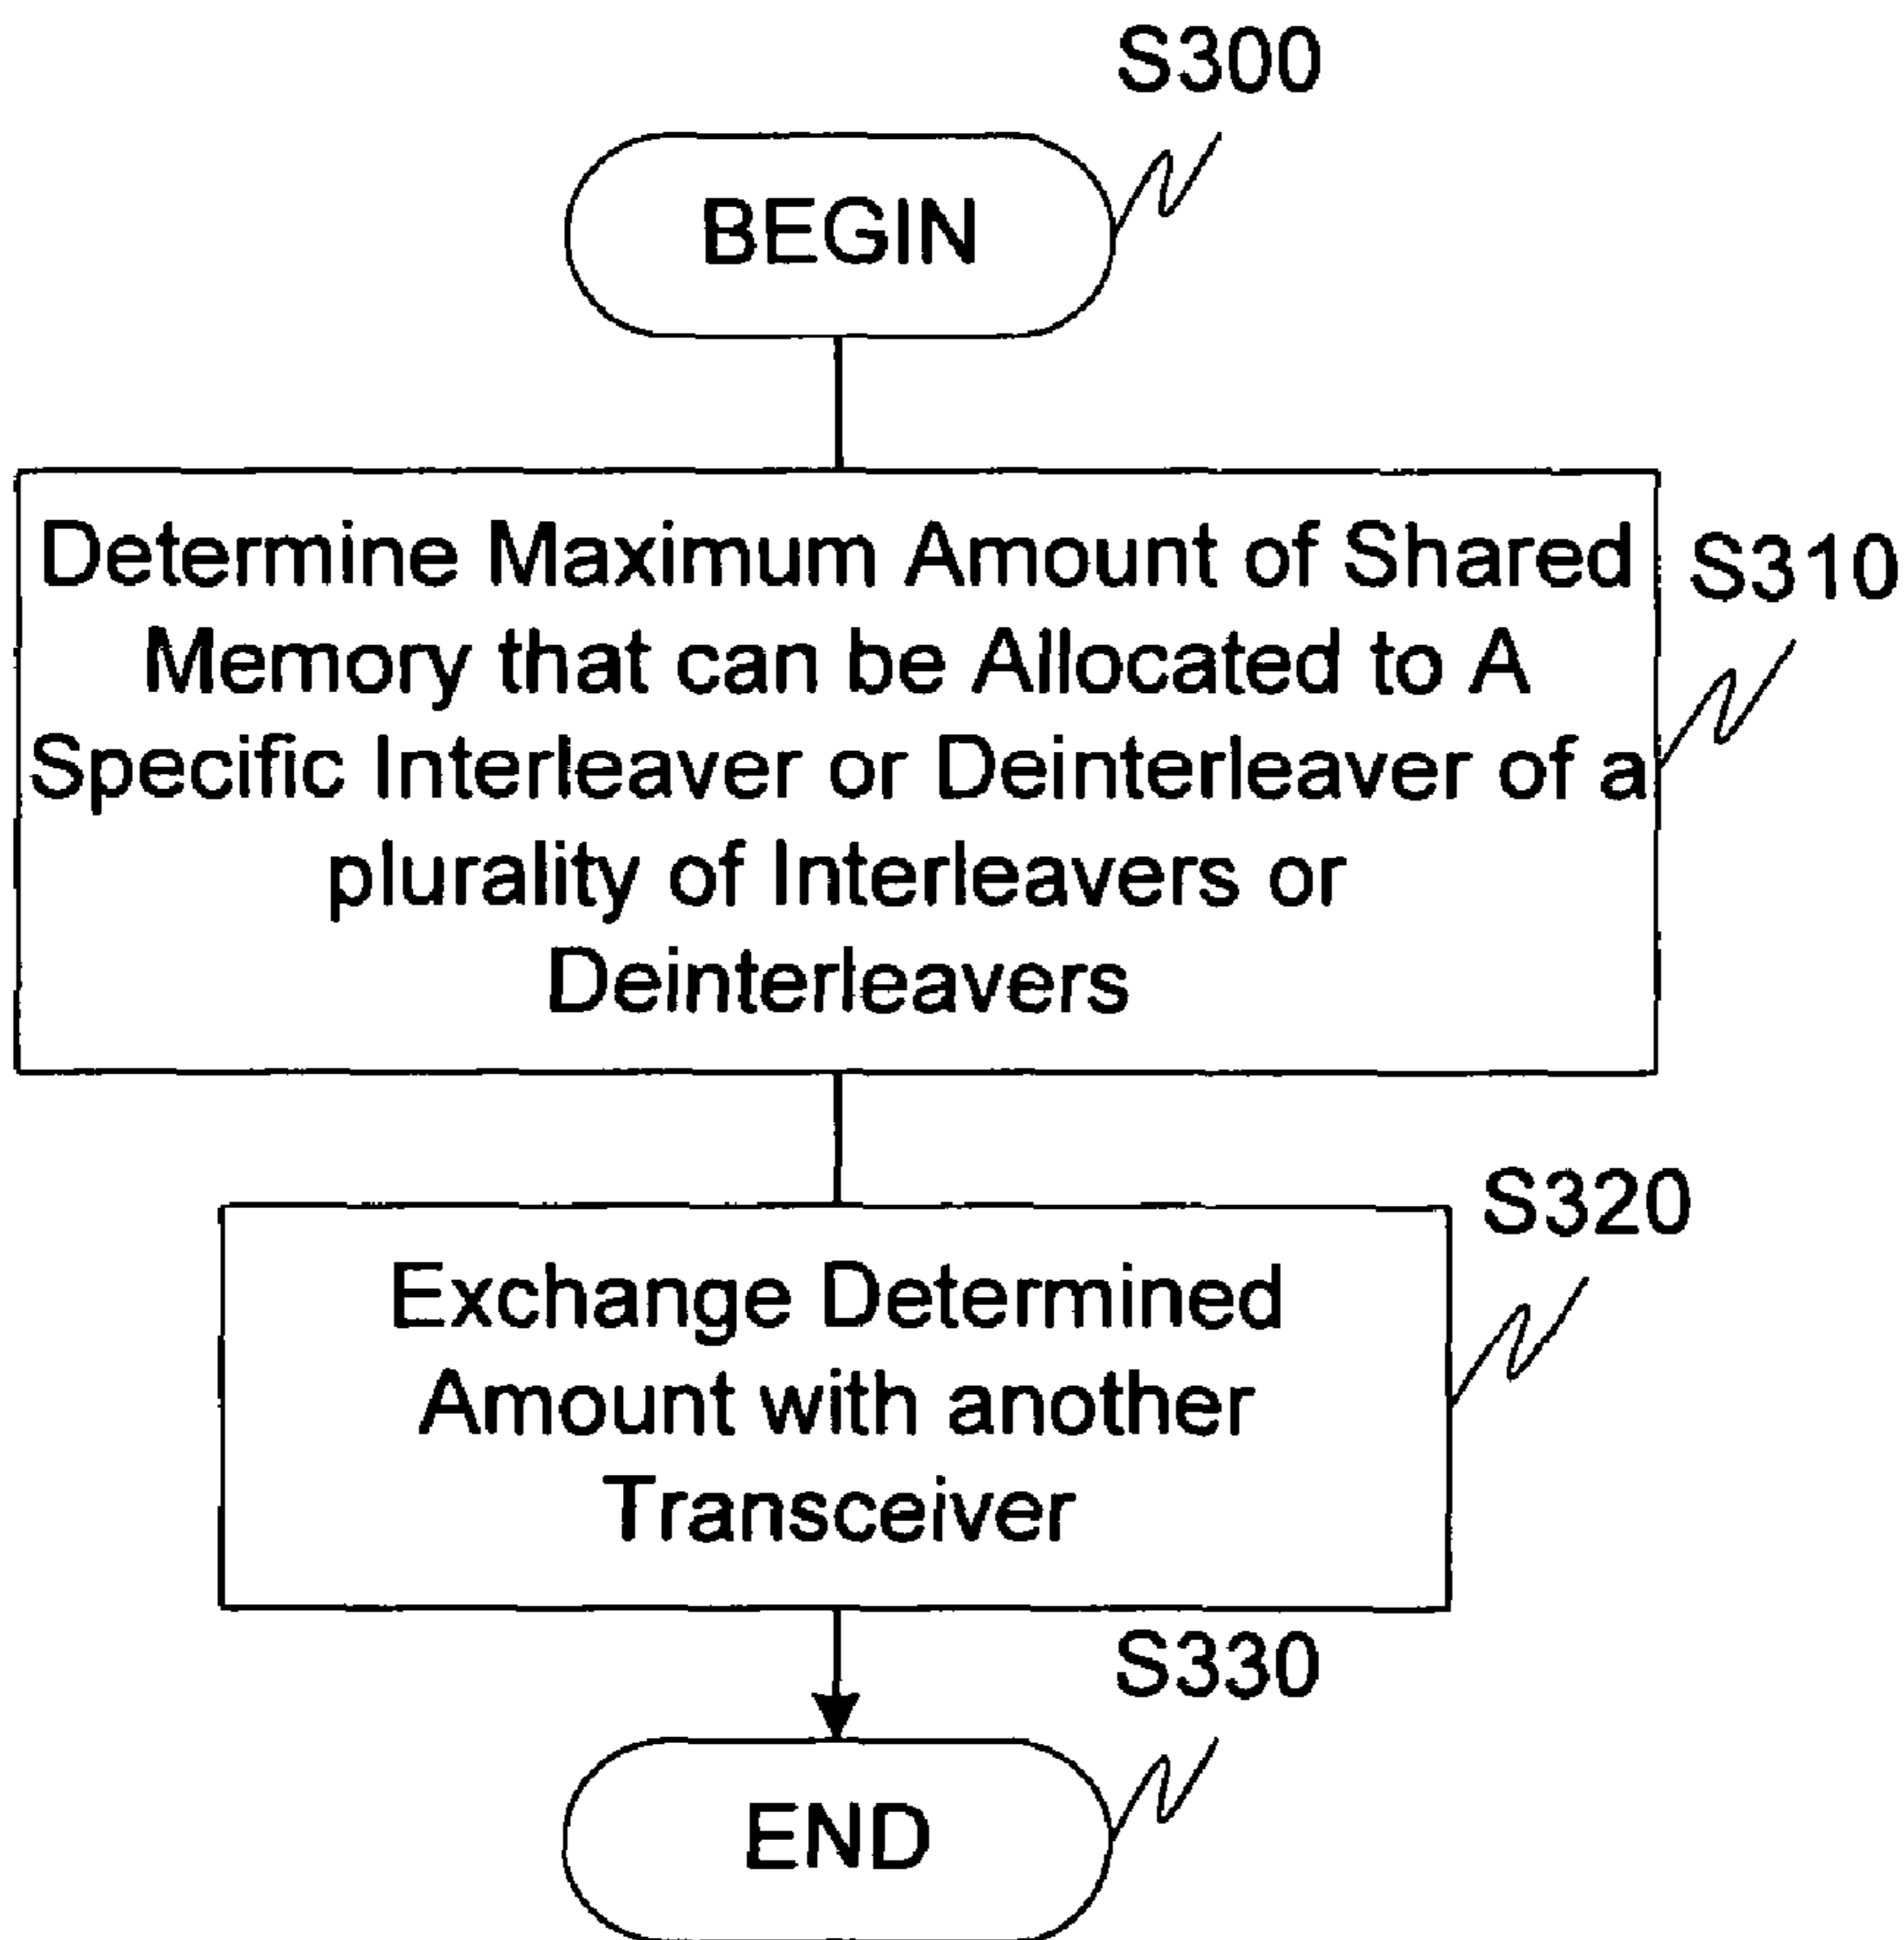 S300
BEGIN
Determine Maximum Amount of Shared
S310
Memory that can be Allocated to A
Specific Interleaver or Deinterleaver of a
plurality of Interleavers or
Deinterleavers
S320
Exchange Determined
Amount with another
Transceiver
S330
END